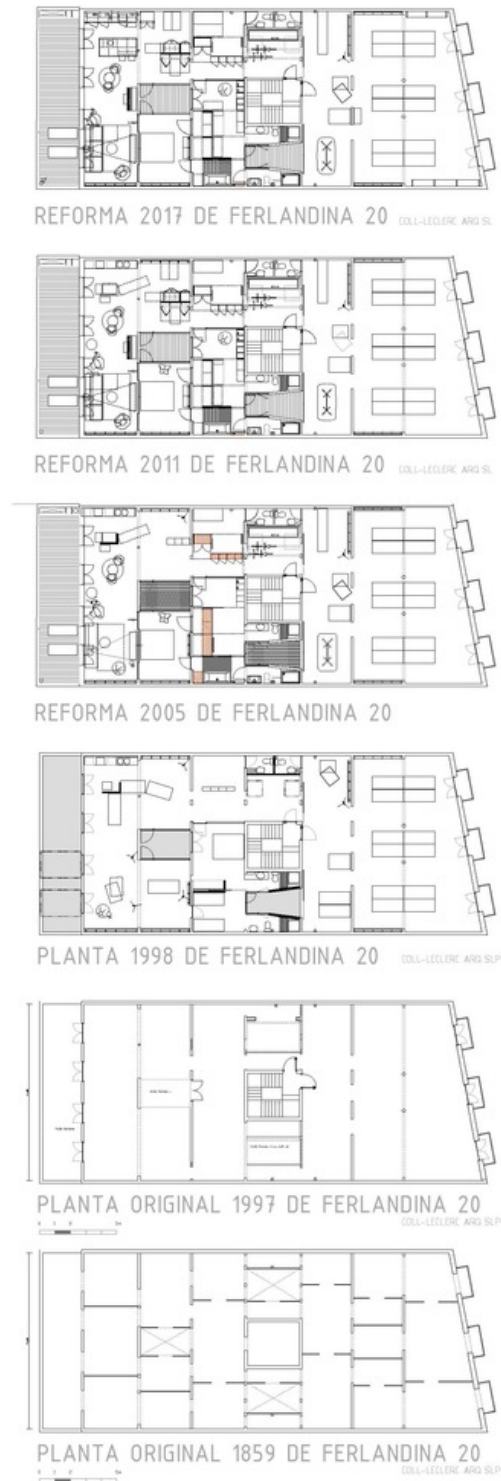 REFORMA 2017 DE FERLANDINA 20 COLL-LECLERC ARQ SL
REFORMA 2011 DE FERLANDINA 20 COLL-LECLERC ARQ SL
REFORMA 2005 DE FERLANDINA 20
PLANTA 1998 DE FERLANDINA 20 COLL-LECLERC ARQ SLP
PLANTA ORIGINAL 1997 DE FERLANDINA 20
COLL-LECLERC ARQ SLP
PLANTA ORIGINAL 1859 DE FERLANDINA 20
COLL-LECLERC ARQ SLP